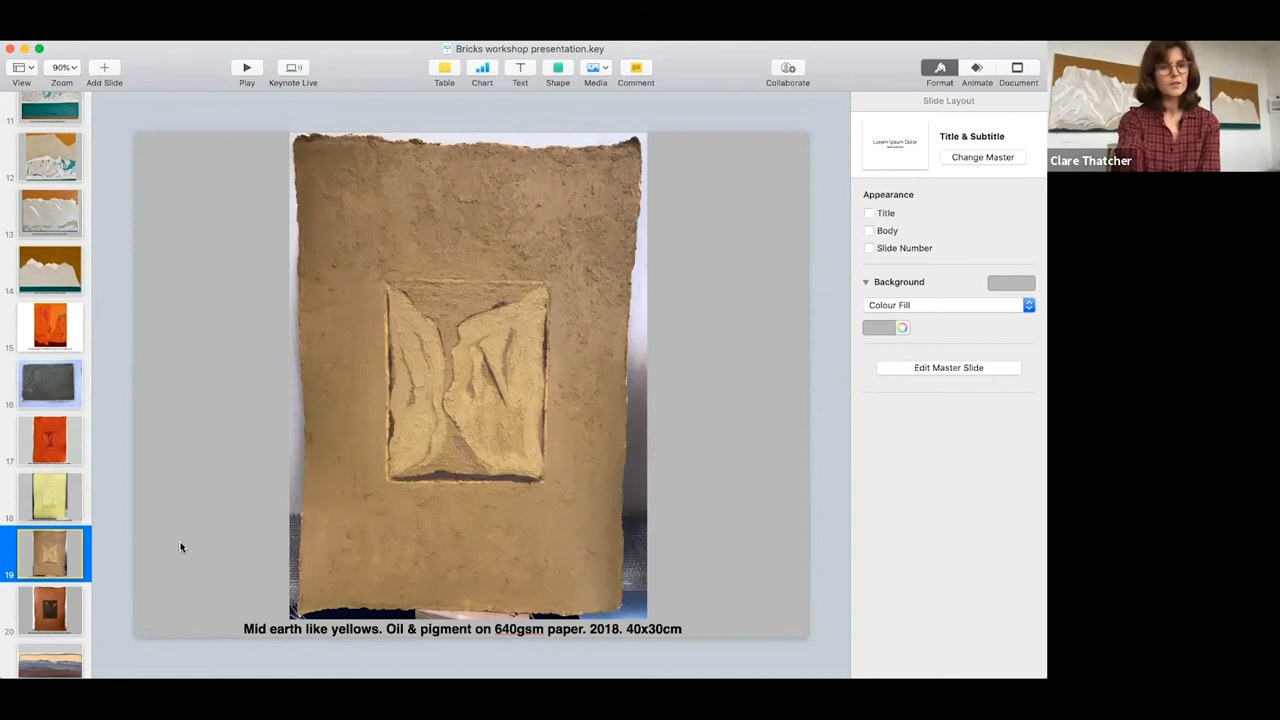 Bricks workshop presentation.key
90%
View
Zoom
Add Slide
Play
Keynote Live
Table
Chart
Text
Shape
Media
Comment
Collaborate
Format
Animate
Document
Slide Layout
Lorem Ipsum Dolor
Title & Subtitle
Change Master
Appearance
Title
Body
Slide Number
Background
Colour Fill
Edit Master Slide
11
12
13
14
15
16
17
18
19
20
Mid earth like yellows. Oil & pigment on 640gsm paper. 2018. 40x30cm
Clare Thatcher